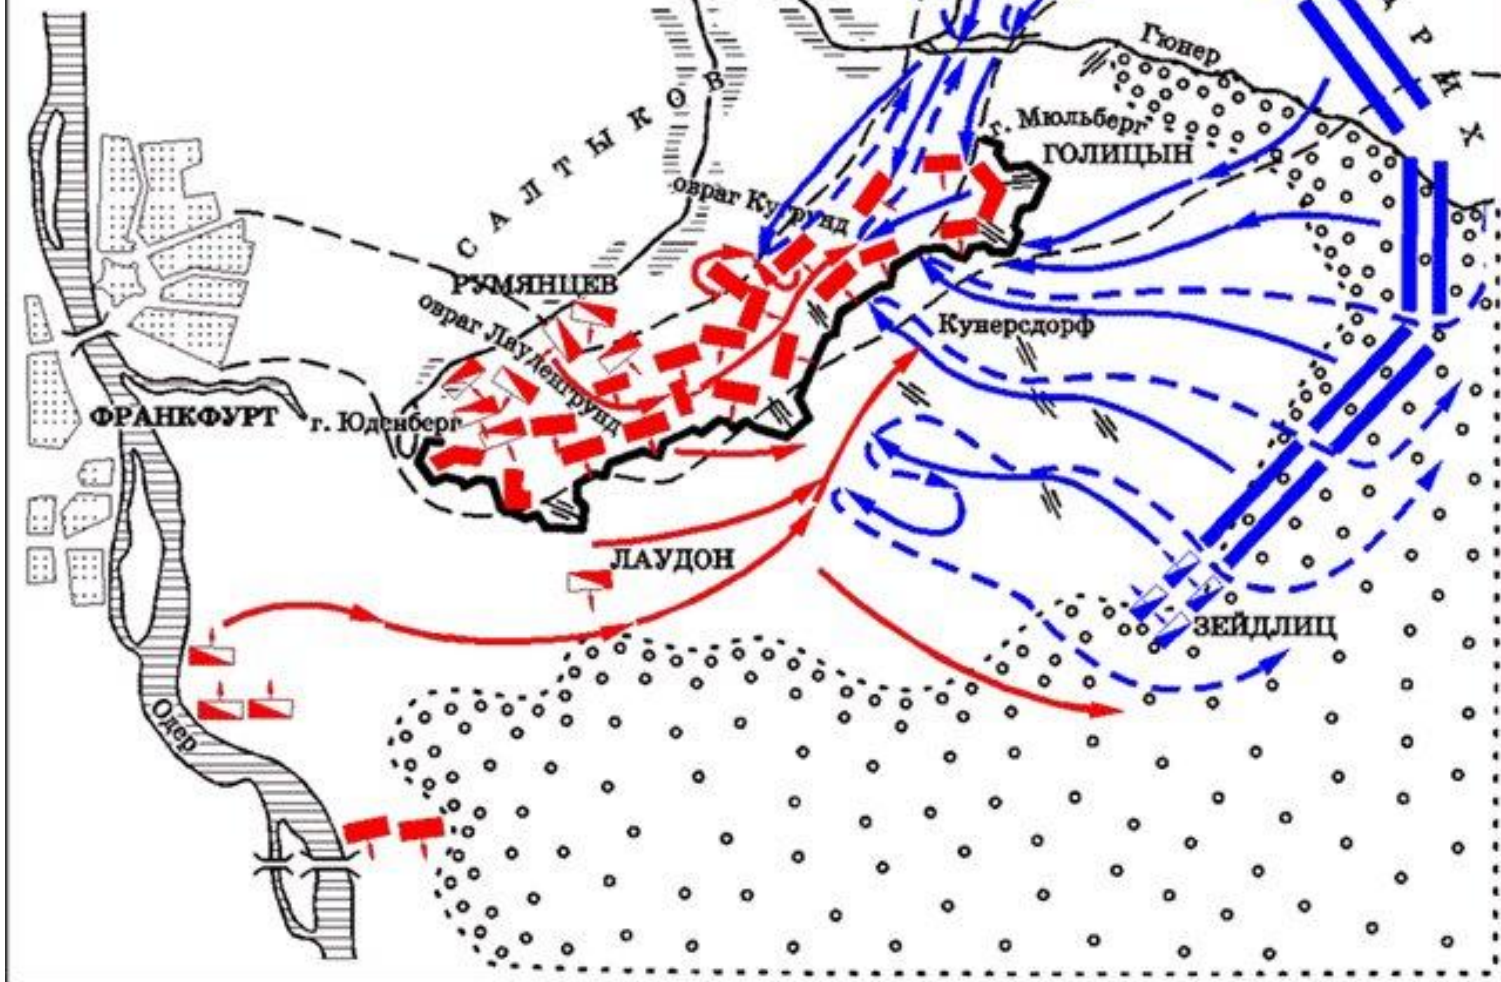 Гюнер
Д Р И Х
г. Мюльберг
ГОЛИЦЫН
САЛТЫКОВ
овраг Кугрунд
РУМЯНЦЕВ
овраг Лауденгрунд
Кунерсдорф
ФРАНКФУРТ
г. Юденберг
ЛАУДОН
ЗЕЙДЛИЦ
Одер